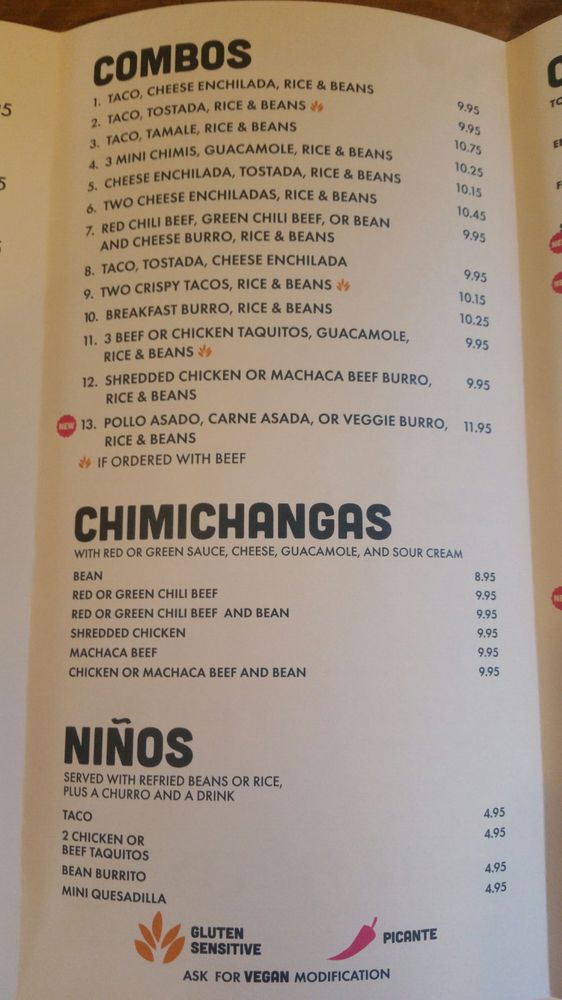 COMBOS
1. TACO, CHEESE ENCHILADA, RICE & BEANS 9.95
2. TACO, TOSTADA, RICE & BEANS 9.95
3. TACO, TAMALE, RICE & BEANS 10.75
4. 3 MINI CHIMIS, GUACAMOLE, RICE & BEANS 10.25
5. CHEESE ENCHILADA, TOSTADA, RICE & BEANS 10.15
6. TWO CHEESE ENCHILADAS, RICE & BEANS 10.45
7. RED CHILI BEEF, GREEN CHILI BEEF, OR BEAN 9.95
AND CHEESE BURRO, RICE & BEANS
8. TACO, TOSTADA, CHEESE ENCHILADA 9.95
9. TWO CRISPY TACOS, RICE & BEANS 10.15
10. BREAKFAST BURRO, RICE & BEANS 10.25
11. 3 BEEF OR CHICKEN TAQUITOS, GUACAMOLE, 9.95
RICE & BEANS
12. SHREDDED CHICKEN OR MACHACA BEEF BURRO, 9.95
RICE & BEANS
NEW 13. POLLO ASADO, CARNE ASADA, OR VEGGIE BURRO, 11.95
RICE & BEANS
IF ORDERED WITH BEEF
CHIMICHANGAS
WITH RED OR GREEN SAUCE, CHEESE, GUACAMOLE, AND SOUR CREAM
BEAN 8.95
RED OR GREEN CHILI BEEF 9.95
RED OR GREEN CHILI BEEF AND BEAN 9.95
SHREDDED CHICKEN 9.95
MACHACA BEEF 9.95
CHICKEN OR MACHACA BEEF AND BEAN 9.95
NIÑOS
SERVED WITH REFRIED BEANS OR RICE,
PLUS A CHURRO AND A DRINK
TACO 4.95
2 CHICKEN OR 4.95
BEEF TAQUITOS
BEAN BURRITO 4.95
MINI QUESADILLA 4.95
GLUTEN
SENSITIVE
PICANTE
ASK FOR VEGAN MODIFICATION